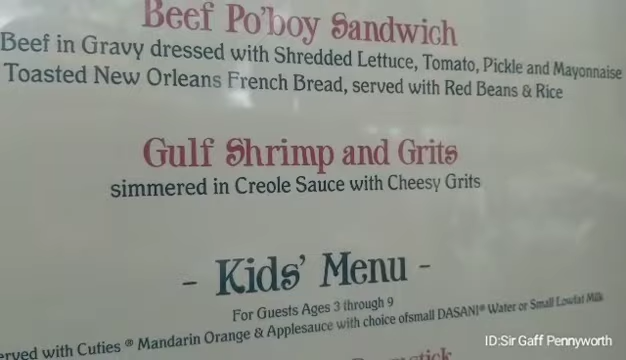 Beef Po'boy Sandwich
Beef in Gravy dressed with Shredded Lettuce, Tomato, Pickle and Mayonnaise
Toasted New Orleans French Bread, served with Red Beans & Rice
Gulf Shrimp and Grits
simmered in Creole Sauce with Cheesy Grits
- Kids' Menu -
For Guests Ages 3 through 9
erved with Cuties ® Mandarin Orange & Applesauce with choice ofsmall DASANI® Water or Small Lowfat Milk
ID:Sir Gaff Pennyworth